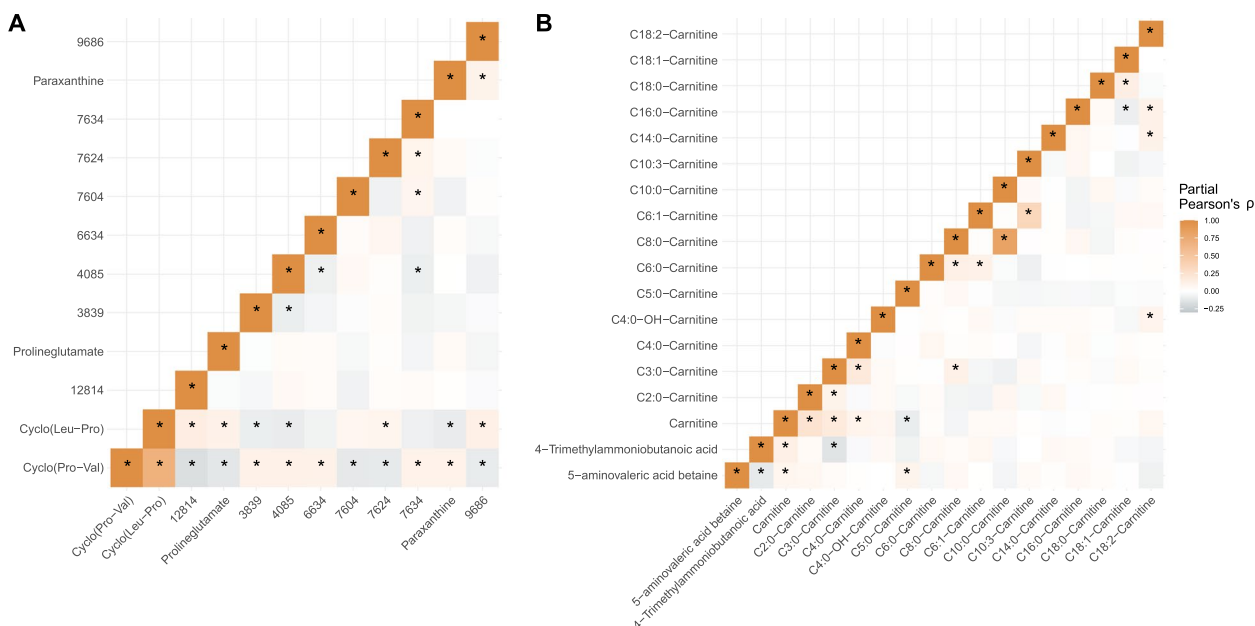 A
9686
Paraxanthine
7634
7624
7604
6634
4085
3839
Prolineglutamate
12814
Cyclo(Leu−Pro)
Cyclo(Pro−Val)
Cyclo(Pro−Val)
Cyclo(Leu−Pro)
12814
Prolineglutamate
3839
4085
6634
7604
7624
7634
Paraxanthine
9686
B
C18:2−Carnitine
C18:1−Carnitine
C18:0−Carnitine
C16:0−Carnitine
C14:0−Carnitine
C10:3−Carnitine
C10:0−Carnitine
C6:1−Carnitine
C8:0−Carnitine
C6:0−Carnitine
C5:0−Carnitine
C4:0−OH−Carnitine
C4:0−Carnitine
C3:0−Carnitine
C2:0−Carnitine
Carnitine
4−Trimethylammoniobutanoic acid
5−aminovaleric acid betaine
5−aminovaleric acid betaine
4−Trimethylammoniobutanoic acid
Carnitine
C2:0−Carnitine
C3:0−Carnitine
C4:0−Carnitine
C4:0−OH−Carnitine
C5:0−Carnitine
C6:0−Carnitine
C8:0−Carnitine
C6:1−Carnitine
C10:0−Carnitine
C10:3−Carnitine
C14:0−Carnitine
C16:0−Carnitine
C18:0−Carnitine
C18:1−Carnitine
C18:2−Carnitine
Partial
Pearson's ρ
1.00
0.75
0.50
0.25
0.00
−0.25